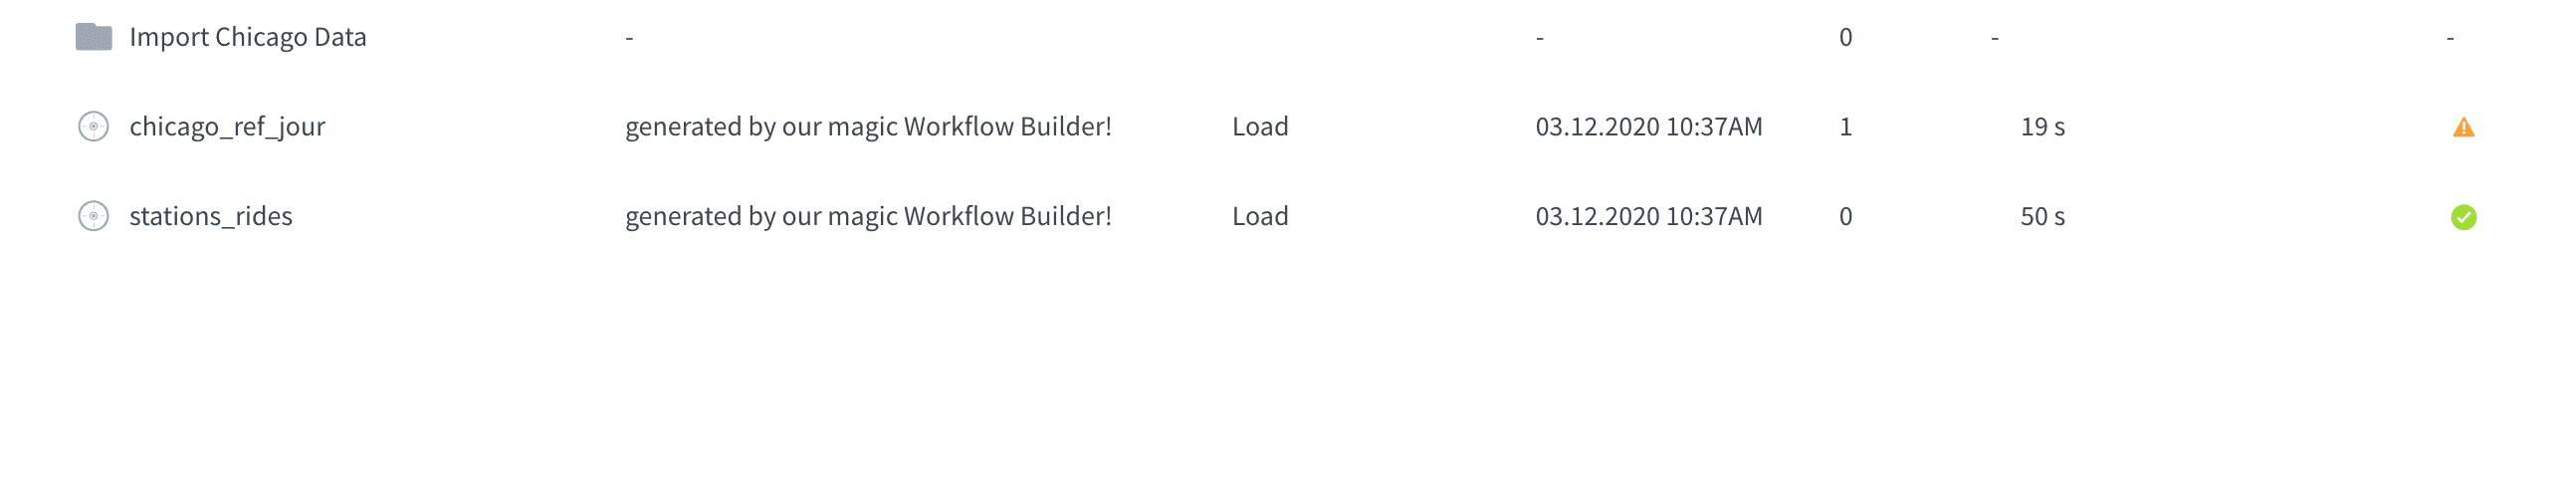 Import Chicago Data - - 0 - -
chicago_ref_jour generated by our magic Workflow Builder! Load 03.12.2020 10:37AM 1 19 s
stations_rides generated by our magic Workflow Builder! Load 03.12.2020 10:37AM 0 50 s